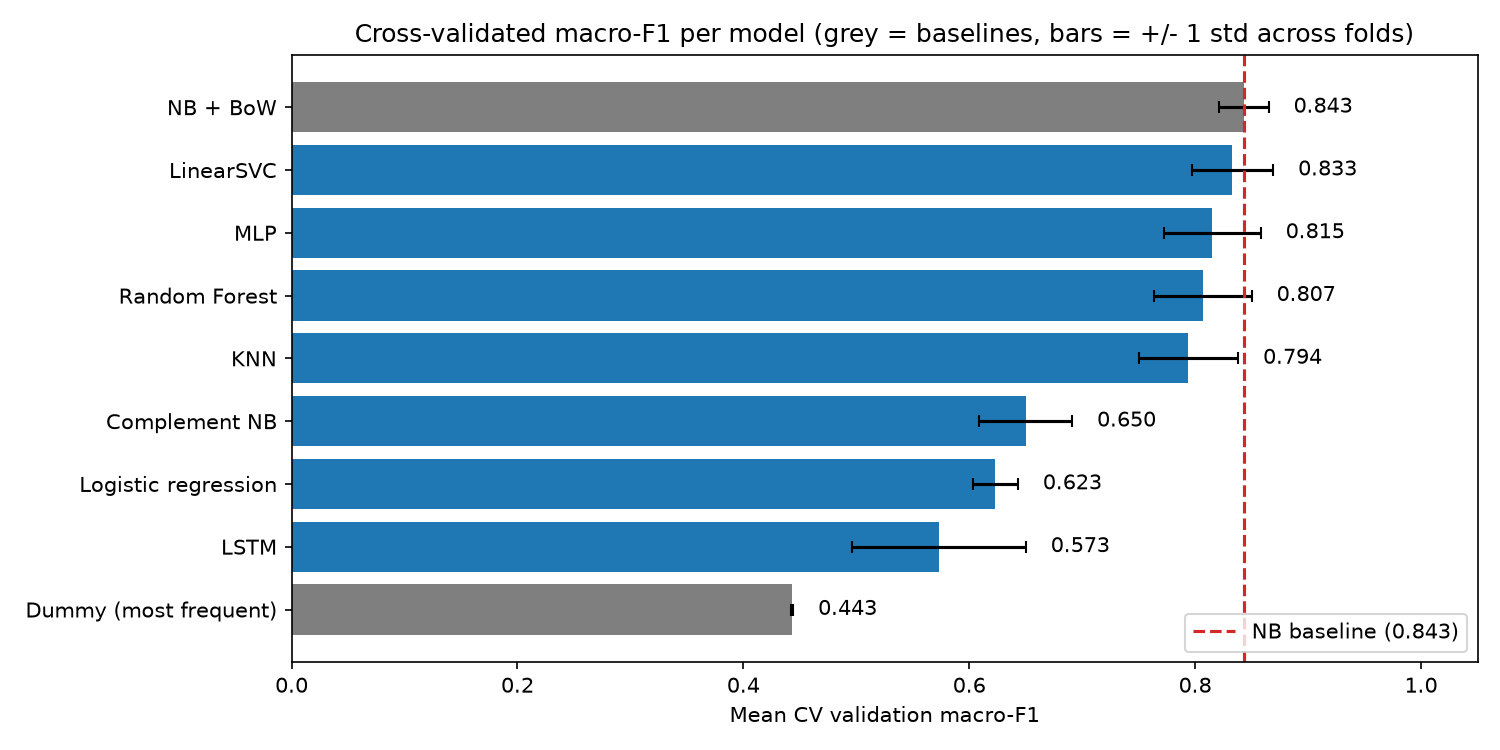 Cross-validated macro-F1 per model (grey = baselines, bars = +/- 1 std across folds)
NB + BoW 0.843
LinearSVC 0.833
MLP 0.815
Random Forest 0.807
KNN 0.794
Complement NB 0.650
Logistic regression 0.623
LSTM 0.573
Dummy (most frequent) 0.443
NB baseline (0.843)
0.0 0.2 0.4 0.6 0.8 1.0
Mean CV validation macro-F1